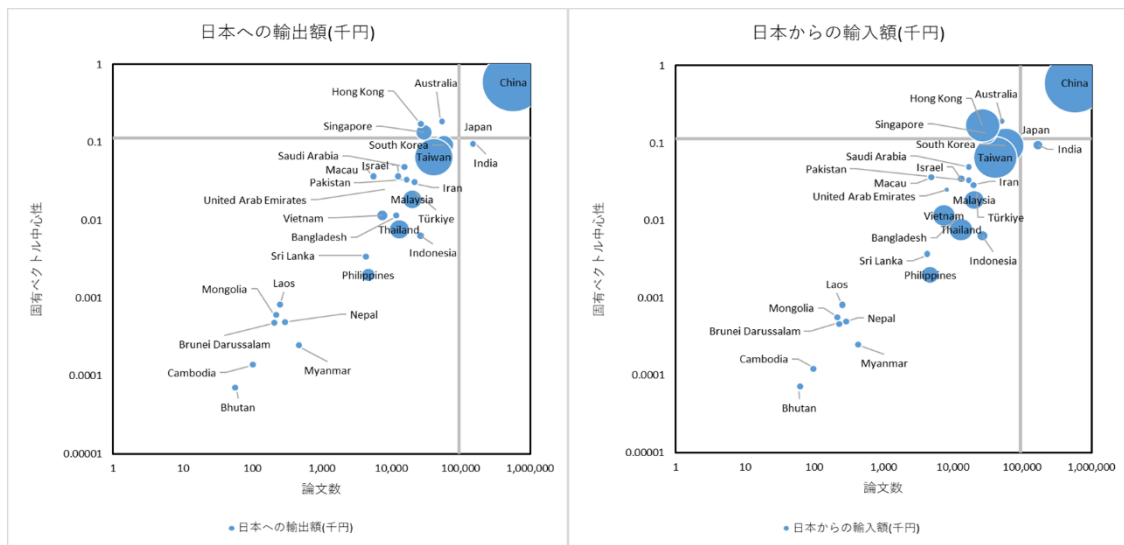 日本への輸出額(千円)
固有ベクトル中心性
1
0.1
0.01
0.001
0.0001
0.00001
China
Australia
Hong Kong
Singapore
Japan
South Korea
India
Taiwan
Saudi Arabia
Israel
Macau
Pakistan
Iran
United Arab Emirates
Malaysia
Türkiye
Vietnam
Bangladesh
Thailand
Indonesia
Sri Lanka
Philippines
Laos
Mongolia
Nepal
Brunei Darussalam
Myanmar
Cambodia
Bhutan
1 10 100 1,000 10,000 100,000 1,000,000
論文数
日本への輸出額(千円)
日本からの輸入額(千円)
固有ベクトル中心性
1
0.1
0.01
0.001
0.0001
0.00001
China
Australia
Hong Kong
Singapore
Japan
South Korea
India
Taiwan
Saudi Arabia
Israel
Pakistan
Macau
Iran
United Arab Emirates
Malaysia
Türkiye
Vietnam
Bangladesh
Thailand
Indonesia
Sri Lanka
Philippines
Laos
Mongolia
Nepal
Brunei Darussalam
Myanmar
Cambodia
Bhutan
1 10 100 1,000 10,000 100,000 1,000,000
論文数
日本からの輸入額(千円)